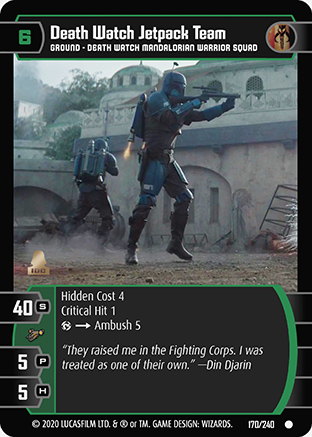 6
Death Watch Jetpack Team
GROUND - DEATH WATCH MANDALORIAN WARRIOR SQUAD
40 S
5 P
5 H
Hidden Cost 4
Critical Hit 1
→ Ambush 5
“They raised me in the Fighting Corps. I was
treated as one of their own.” —Din Djarin
© 2020 LUCASFILM LTD. & ® or TM. GAME DESIGN: WIZARDS.
170/240